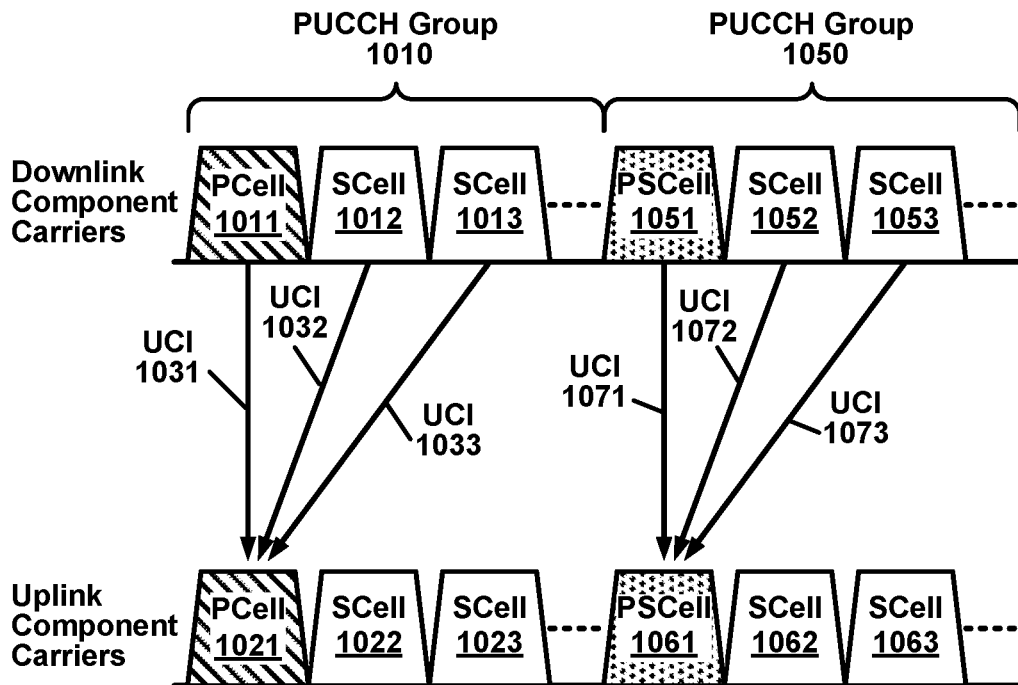 PUCCH Group
1010
PUCCH Group
1050
Downlink
Component
Carriers
PCell
1011
SCell
1012
SCell
1013
PSCell
1051
SCell
1052
SCell
1053
UCI
1031
UCI
1032
UCI
1033
UCI
1071
UCI
1072
UCI
1073
Uplink
Component
Carriers
PCell
1021
SCell
1022
SCell
1023
PSCell
1061
SCell
1062
SCell
1063